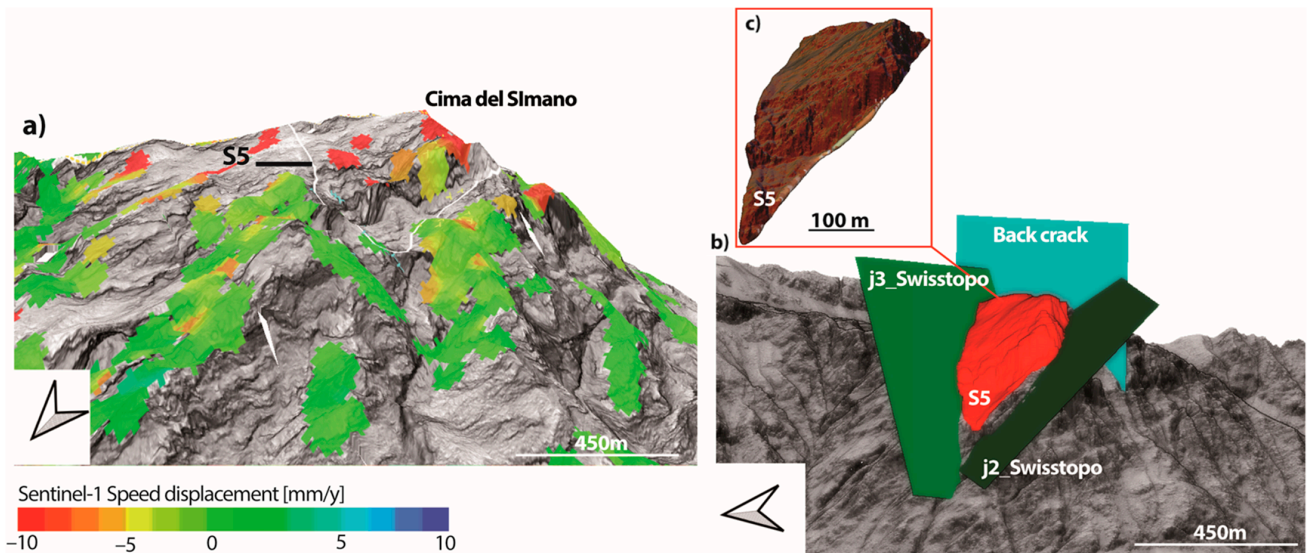 a)
Cima del SImano
S5
450m
Sentinel-1 Speed displacement [mm/y]
−10 −5 0 5 10
c)
S5
100 m
b)
Back crack
j3_Swisstopo
S5
j2_Swisstopo
450m